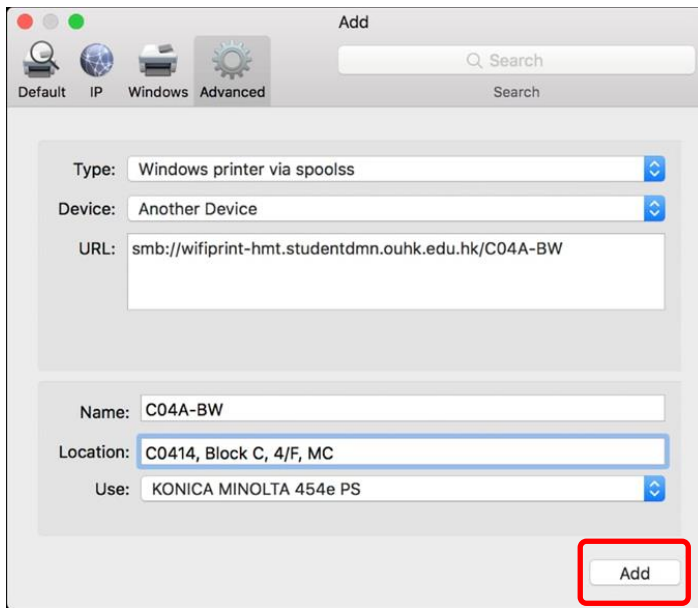 Add
Default IP Windows Advanced
Search
Search
Type: Windows printer via spoolss
Device: Another Device
URL: smb://wifiprint-hmt.studentdmn.ouhk.edu.hk/C04A-BW
Name: C04A-BW
Location: C0414, Block C, 4/F, MC
Use: KONICA MINOLTA 454e PS
Add